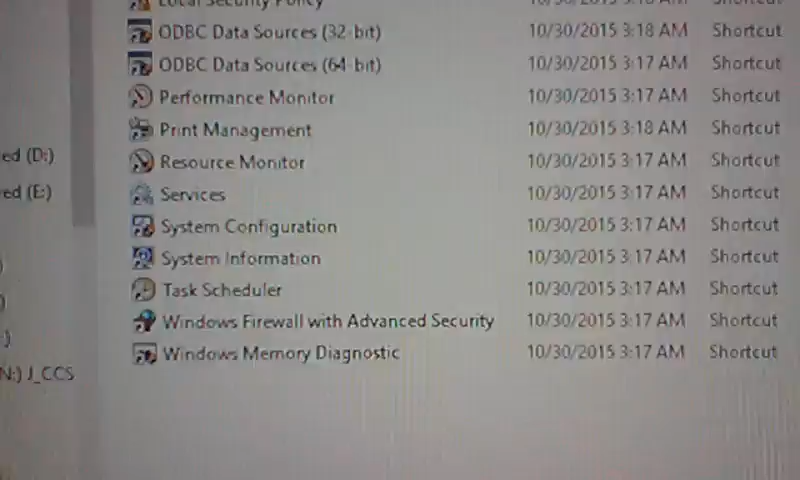 Local Security Policy
ODBC Data Sources (32-bit) 10/30/2015 3:18 AM Shortcut
ODBC Data Sources (64-bit) 10/30/2015 3:17 AM Shortcut
Performance Monitor 10/30/2015 3:17 AM Shortcut
Print Management 10/30/2015 3:18 AM Shortcut
ed (D:)
Resource Monitor 10/30/2015 3:17 AM Shortcut
ed (E:)
Services 10/30/2015 3:17 AM Shortcut
System Configuration 10/30/2015 3:17 AM Shortcut
System Information 10/30/2015 3:17 AM Shortcut
)
Task Scheduler 10/30/2015 3:17 AM Shortcut
)
Windows Firewall with Advanced Security 10/30/2015 3:17 AM Shortcut
:)
Windows Memory Diagnostic 10/30/2015 3:17 AM Shortcut
N:) J_CCS